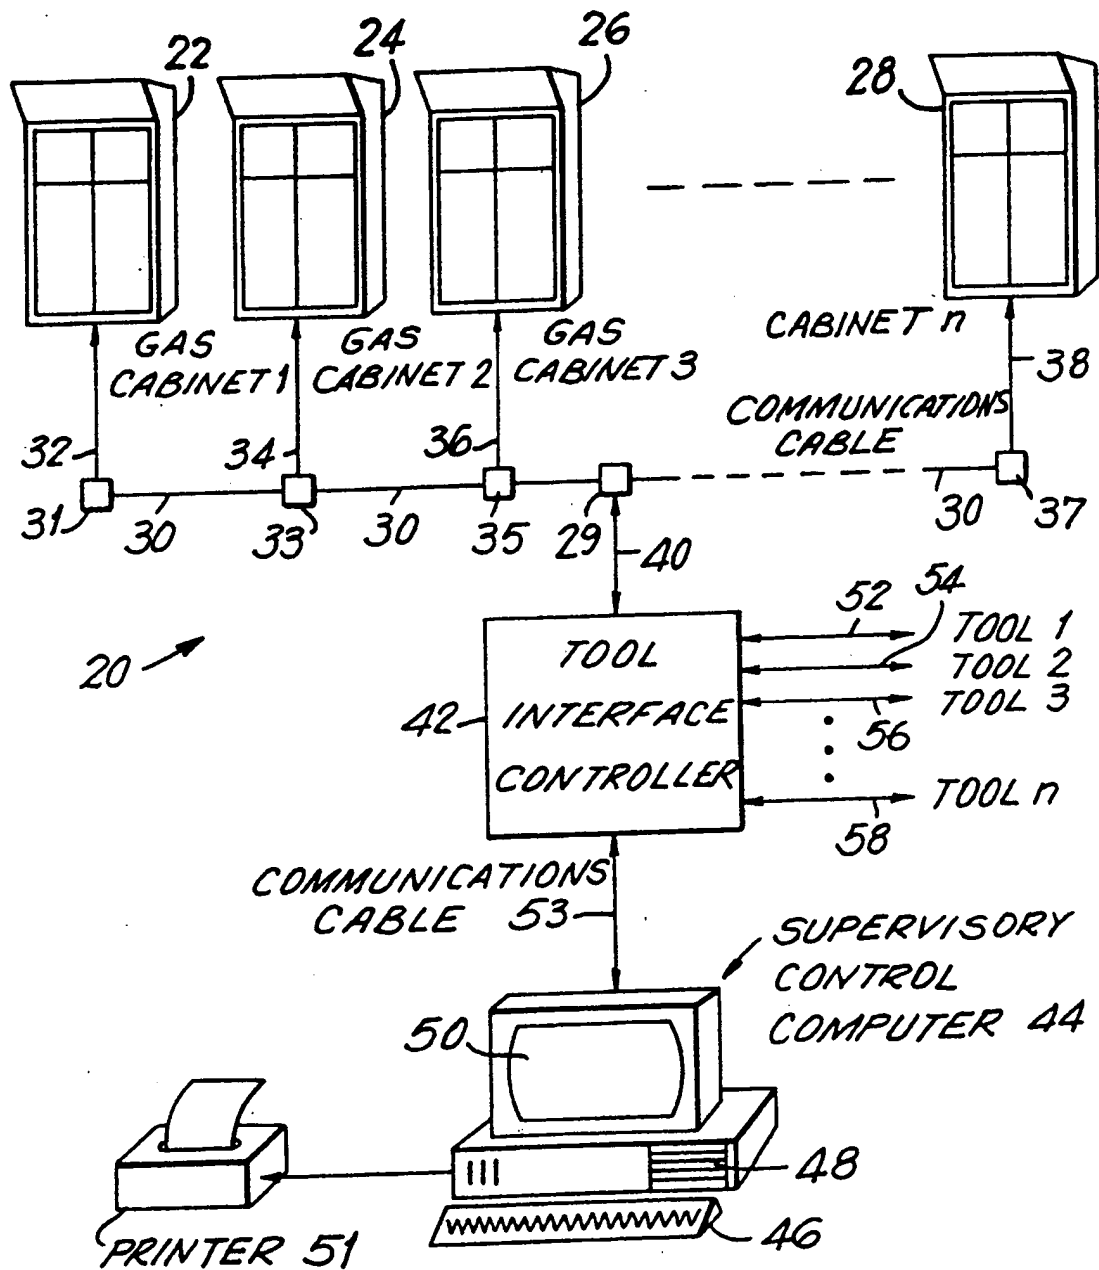 22
24
26
28
GAS
CABINET 1
GAS
CABINET 2
GAS
CABINET 3
CABINET n
38
COMMUNICATIONS
CABLE
32
34
36
31
30
33
30
35
29
40
30
37
20
42
TOOL
INTERFACE
CONTROLLER
52
54
TOOL 1
TOOL 2
TOOL 3
56
TOOL n
58
COMMUNICATIONS
CABLE
53
SUPERVISORY
CONTROL
COMPUTER 44
50
48
46
PRINTER 51